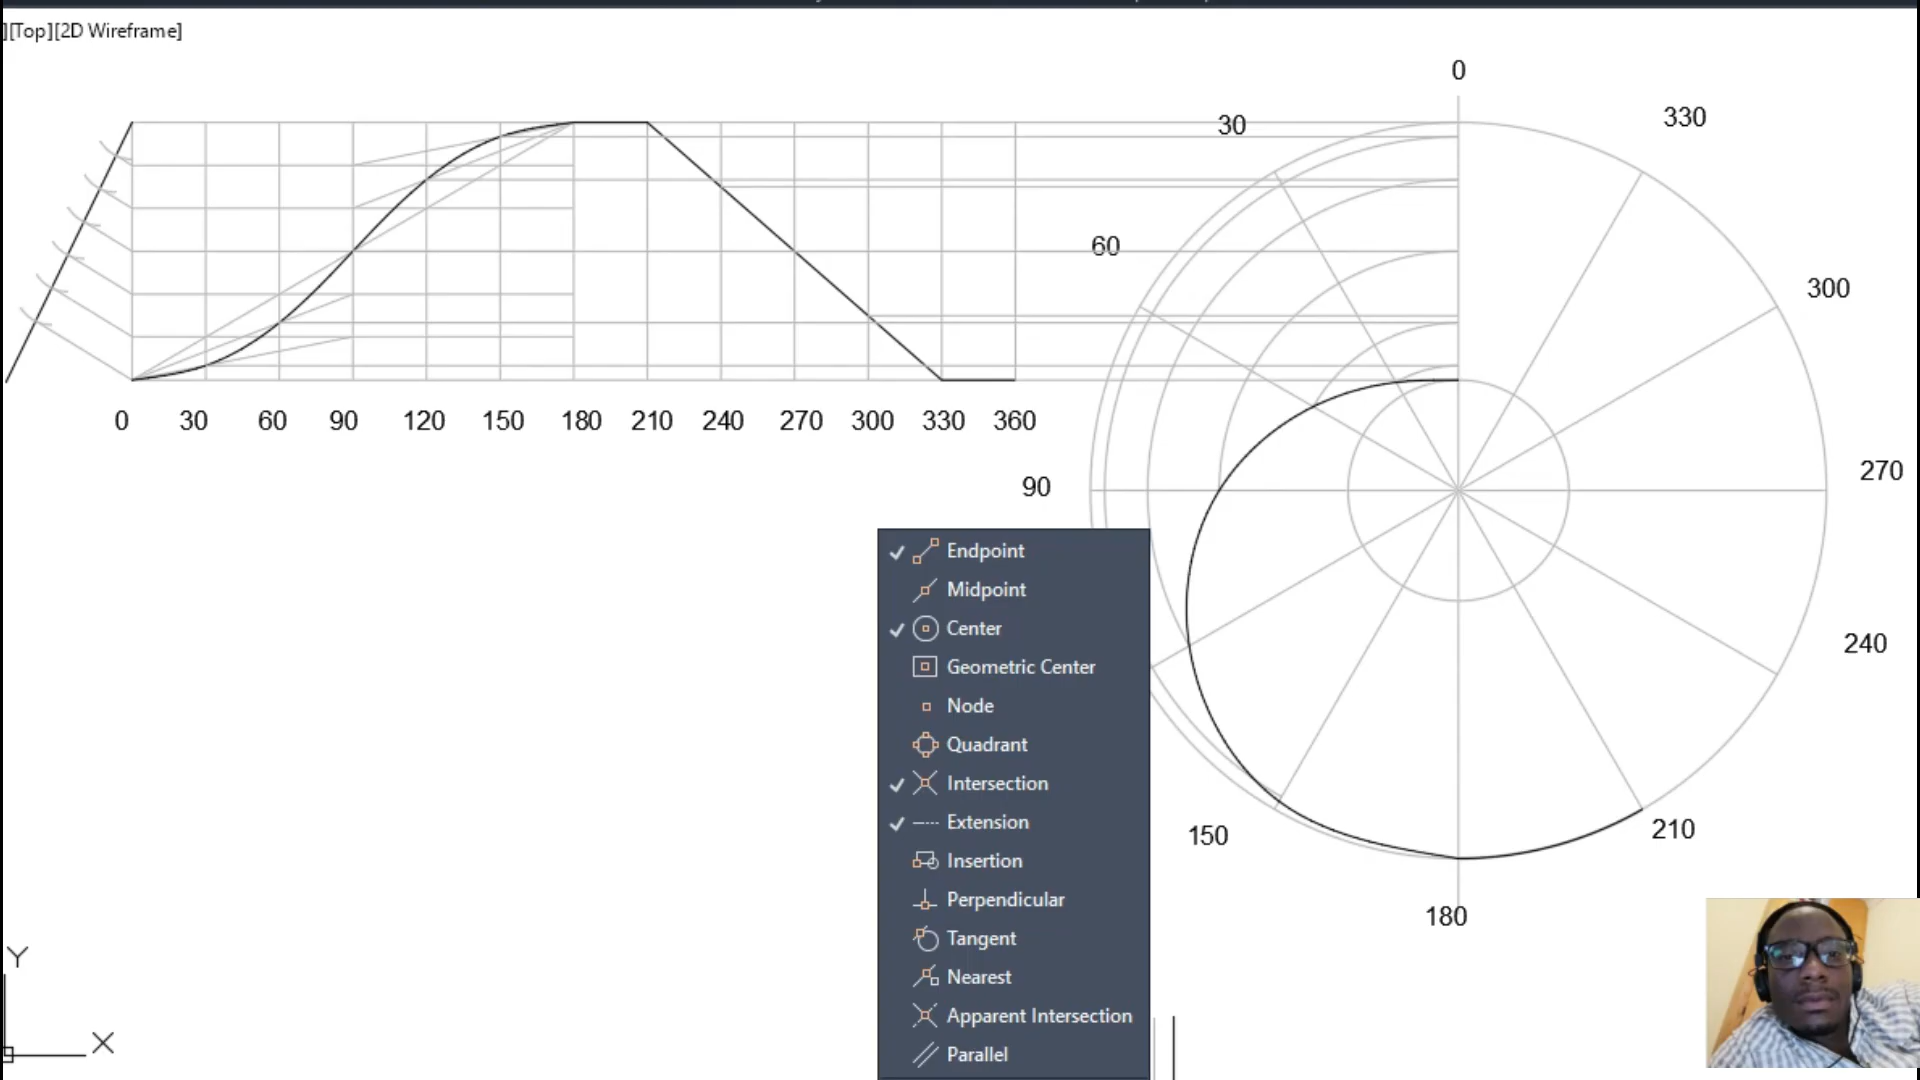 ][Top][2D Wireframe]
0
330
30
60
300
0 30 60 90 120 150 180 210 240 270 300 330 360
270
90
240
210
150
180
Endpoint
Midpoint
Center
Geometric Center
Node
Quadrant
Intersection
Extension
Insertion
Perpendicular
Tangent
Nearest
Apparent Intersection
Parallel
Y
X